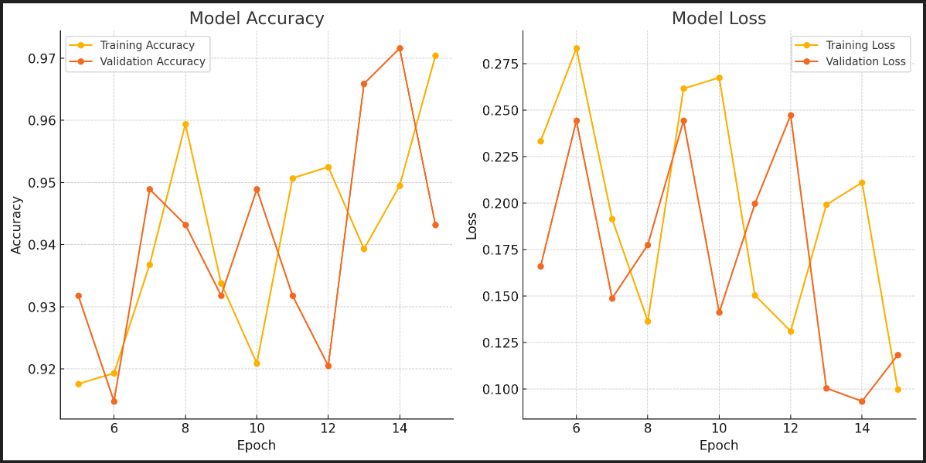 Model Accuracy
Training Accuracy
Validation Accuracy
0.97
0.96
0.95
0.94
0.93
0.92
Accuracy
6 8 10 12 14
Epoch
Model Loss
Training Loss
Validation Loss
0.275
0.250
0.225
0.200
0.175
0.150
0.125
0.100
Loss
6 8 10 12 14
Epoch